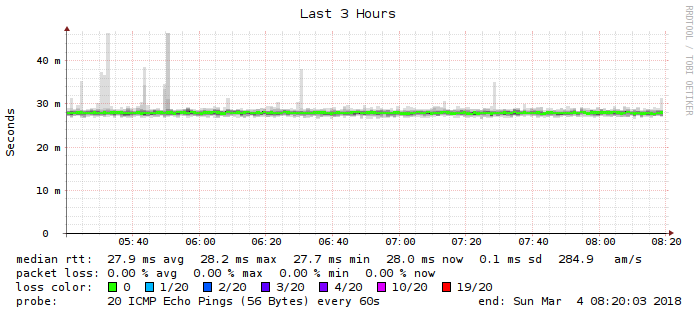 Last 3 Hours
RRDTOOL / TOBI OETIKER
Seconds
40 m
30 m
20 m
10 m
0
05:40 06:00 06:20 06:40 07:00 07:20 07:40 08:00 08:20
median rtt: 27.9 ms avg 28.2 ms max 27.7 ms min 28.0 ms now 0.1 ms sd 284.9 am/s
packet loss: 0.00 % avg 0.00 % max 0.00 % min 0.00 % now
loss color: 0 1/20 2/20 3/20 4/20 10/20 19/20
probe: 20 ICMP Echo Pings (56 Bytes) every 60s end: Sun Mar 4 08:20:03 2018